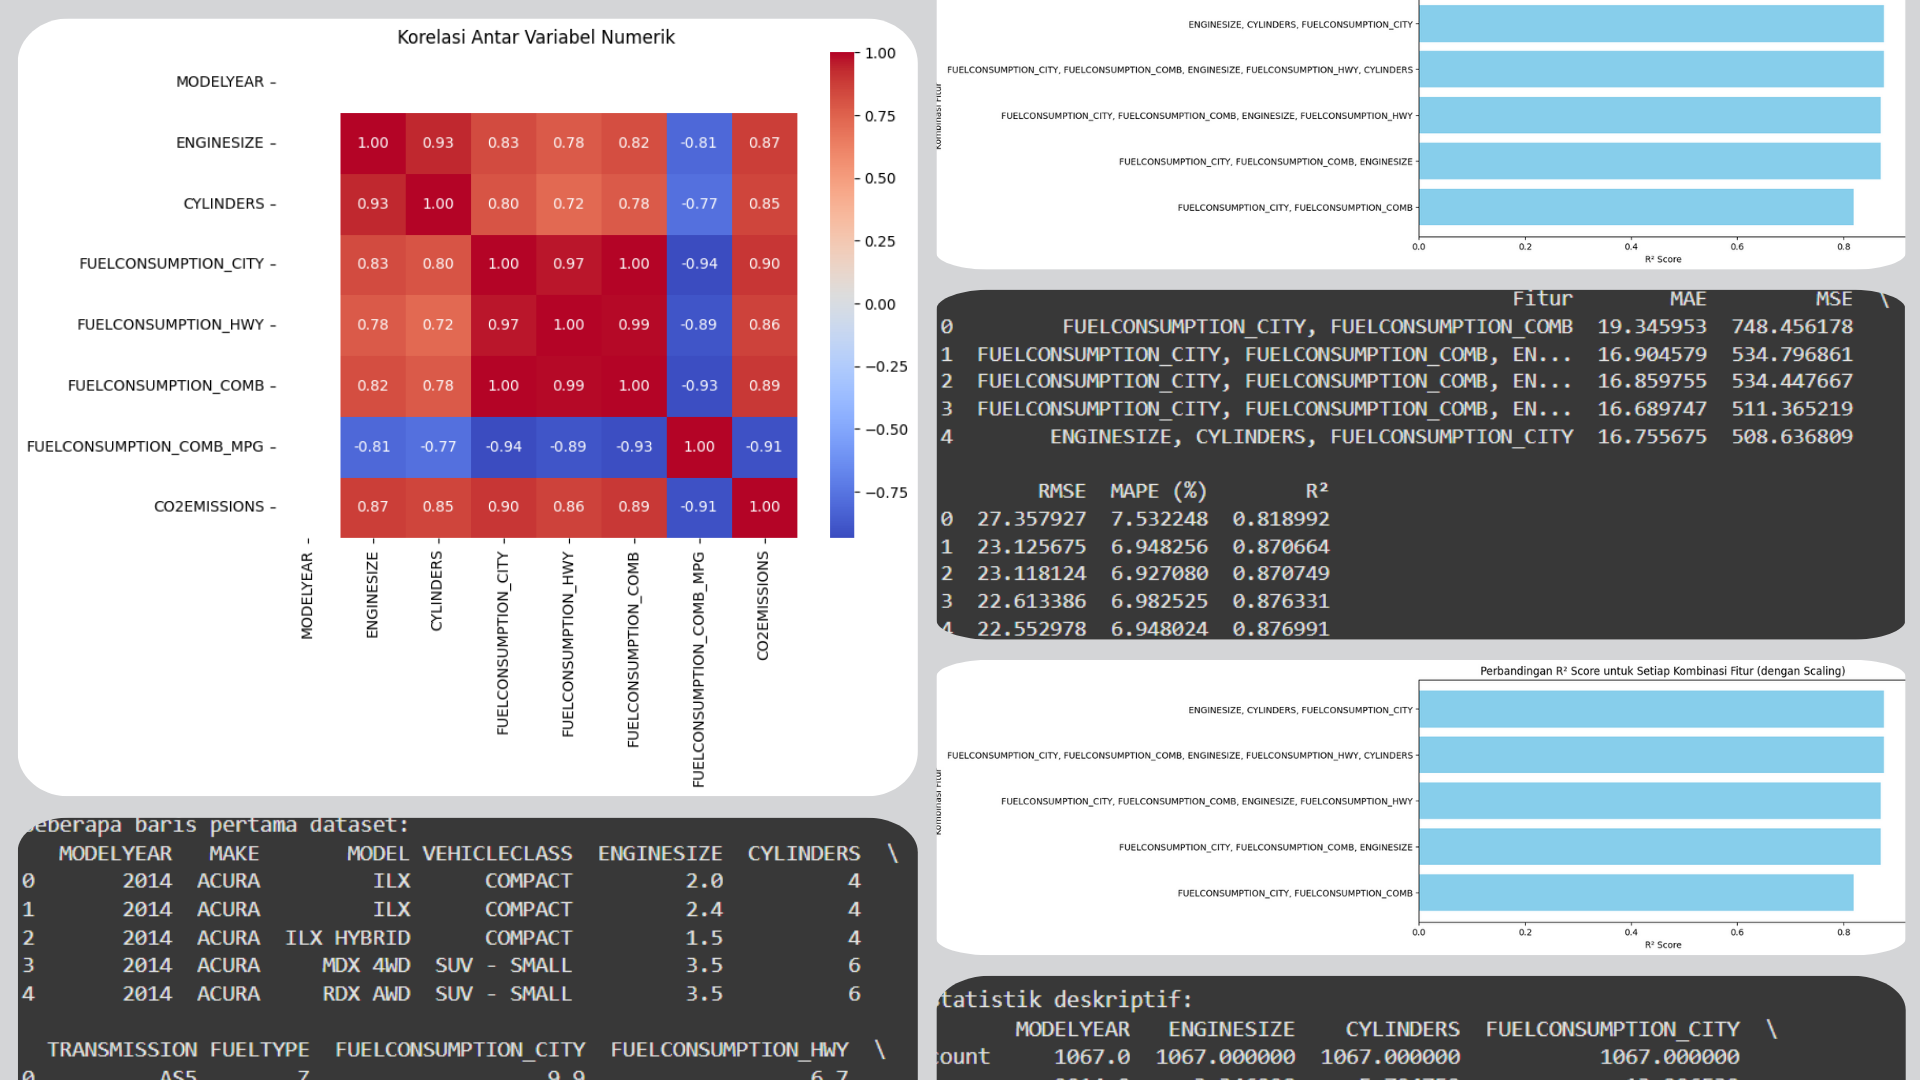 Korelasi Antar Variabel Numerik
MODELYEAR
ENGINESIZE 1.00 0.93 0.83 0.78 0.82 -0.81 0.87
CYLINDERS 0.93 1.00 0.80 0.72 0.78 -0.77 0.85
FUELCONSUMPTION_CITY 0.83 0.80 1.00 0.97 1.00 -0.94 0.90
FUELCONSUMPTION_HWY 0.78 0.72 0.97 1.00 0.99 -0.89 0.86
FUELCONSUMPTION_COMB 0.82 0.78 1.00 0.99 1.00 -0.93 0.89
FUELCONSUMPTION_COMB_MPG -0.81 -0.77 -0.94 -0.89 -0.93 1.00 -0.91
CO2EMISSIONS 0.87 0.85 0.90 0.86 0.89 -0.91 1.00
MODELYEAR
ENGINESIZE
CYLINDERS
FUELCONSUMPTION_CITY
FUELCONSUMPTION_HWY
FUELCONSUMPTION_COMB
FUELCONSUMPTION_COMB_MPG
CO2EMISSIONS
1.00
0.75
0.50
0.25
0.00
−0.25
−0.50
−0.75
beberapa baris pertama dataset:
MODELYEAR MAKE MODEL VEHICLECLASS ENGINESIZE CYLINDERS \
0 2014 ACURA ILX COMPACT 2.0 4
1 2014 ACURA ILX COMPACT 2.4 4
2 2014 ACURA ILX HYBRID COMPACT 1.5 4
3 2014 ACURA MDX 4WD SUV - SMALL 3.5 6
4 2014 ACURA RDX AWD SUV - SMALL 3.5 6
TRANSMISSION FUELTYPE FUELCONSUMPTION_CITY FUELCONSUMPTION_HWY \
0 AS5 Z 9.9 6.7
Kombinasi Fitur
ENGINESIZE, CYLINDERS, FUELCONSUMPTION_CITY
FUELCONSUMPTION_CITY, FUELCONSUMPTION_COMB, ENGINESIZE, FUELCONSUMPTION_HWY, CYLINDERS
FUELCONSUMPTION_CITY, FUELCONSUMPTION_COMB, ENGINESIZE, FUELCONSUMPTION_HWY
FUELCONSUMPTION_CITY, FUELCONSUMPTION_COMB, ENGINESIZE
FUELCONSUMPTION_CITY, FUELCONSUMPTION_COMB
0.0 0.2 0.4 0.6 0.8
R² Score
Fitur MAE MSE \
0 FUELCONSUMPTION_CITY, FUELCONSUMPTION_COMB 19.345953 748.456178
1 FUELCONSUMPTION_CITY, FUELCONSUMPTION_COMB, EN... 16.904579 534.796861
2 FUELCONSUMPTION_CITY, FUELCONSUMPTION_COMB, EN... 16.859755 534.447667
3 FUELCONSUMPTION_CITY, FUELCONSUMPTION_COMB, EN... 16.689747 511.365219
4 ENGINESIZE, CYLINDERS, FUELCONSUMPTION_CITY 16.755675 508.636809
RMSE MAPE (%) R²
0 27.357927 7.532248 0.818992
1 23.125675 6.948256 0.870664
2 23.118124 6.927080 0.870749
3 22.613386 6.982525 0.876331
4 22.552978 6.948024 0.876991
Perbandingan R² Score untuk Setiap Kombinasi Fitur (dengan Scaling)
Kombinasi Fitur
ENGINESIZE, CYLINDERS, FUELCONSUMPTION_CITY
FUELCONSUMPTION_CITY, FUELCONSUMPTION_COMB, ENGINESIZE, FUELCONSUMPTION_HWY, CYLINDERS
FUELCONSUMPTION_CITY, FUELCONSUMPTION_COMB, ENGINESIZE, FUELCONSUMPTION_HWY
FUELCONSUMPTION_CITY, FUELCONSUMPTION_COMB, ENGINESIZE
FUELCONSUMPTION_CITY, FUELCONSUMPTION_COMB
0.0 0.2 0.4 0.6 0.8
R² Score
statistik deskriptif:
MODELYEAR ENGINESIZE CYLINDERS FUELCONSUMPTION_CITY \
count 1067.0 1067.000000 1067.000000 1067.000000